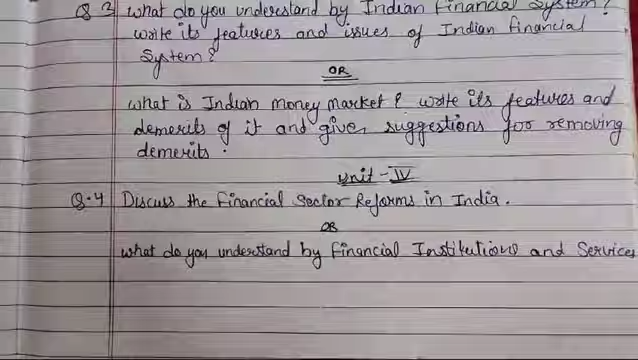 Q 3 What do you understand by Indian Financial System?
write its features and issues of Indian financial
System?
OR
what is Indian money market? write its features and
demerits of it and given suggestions for removing
demerits.
Unit-IV
Q.4 Discuss the Financial Sector Reforms in India.
OR
what do you understand by Financial Institutions and Services